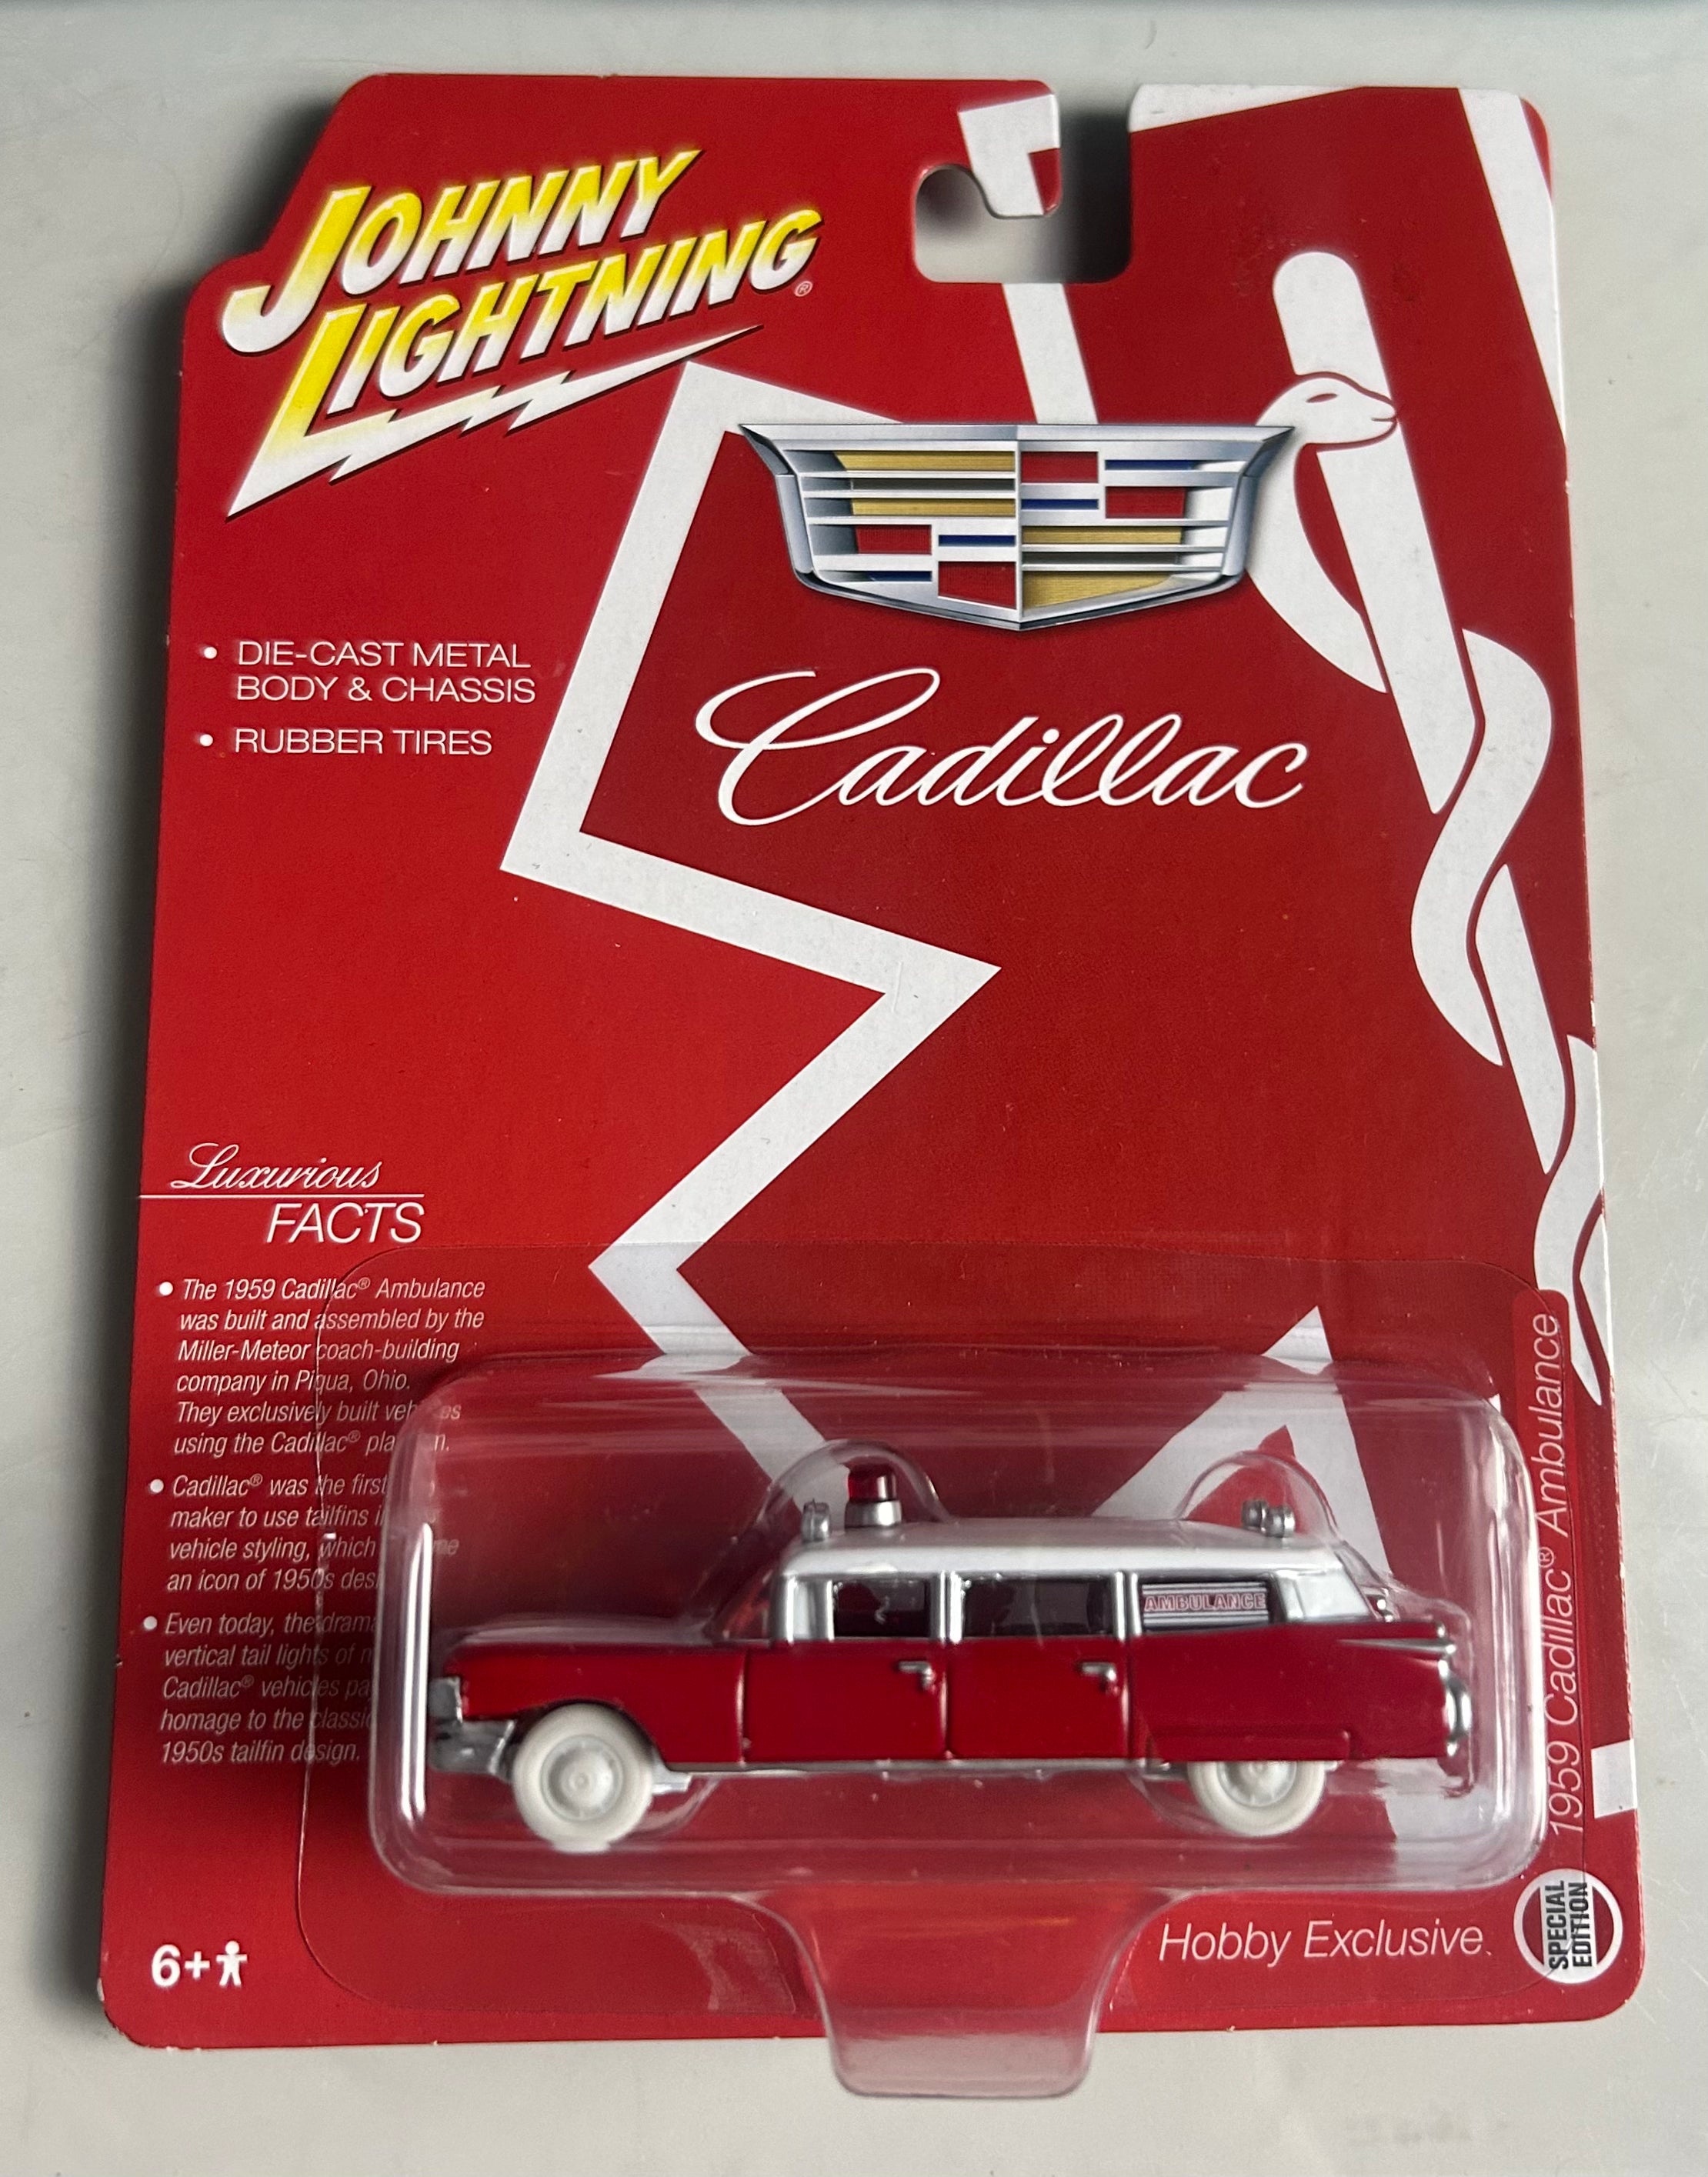 JOHNNY
LIGHTNING®
• DIE-CAST METAL
BODY & CHASSIS
• RUBBER TIRES
Cadillac
Luxurious
FACTS
• The 1959 Cadillac® Ambulance
was built and assembled by the
Miller-Meteor coach-building
company in Piqua, Ohio.
They exclusively built
using the Cadillac®
• Cadillac® was the first
maker to use tailfins
vehicle styling, which
an icon of 1950s
• Even today, the
vertical tail lights of
Cadillac® vehicles
homage to the classic
1950s tailfin design.
AMBULANCE
1959 Cadillac® Ambulance
6+
Hobby Exclusive
SPECIAL
EDITION